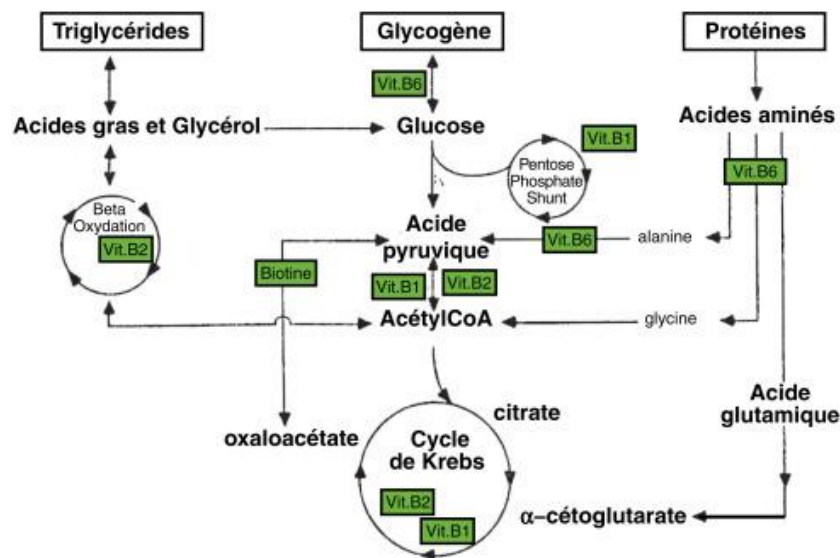 Triglycérides
Glycogène
Protéines
Vit.B6
Acides gras et Glycérol
Glucose
Acides aminés
Vit.B1
Pentose
Phosphate
Shunt
Vit.B6
Beta
Oxydation
Vit.B2
Acide
pyruvique
Vit.B6
alanine
Biotine
Vit.B1
Vit.B2
AcétylCoA
glycine
Acide
glutamique
citrate
oxaloacétate
Cycle
de Krebs
Vit.B2
Vit.B1
α–cétoglutarate